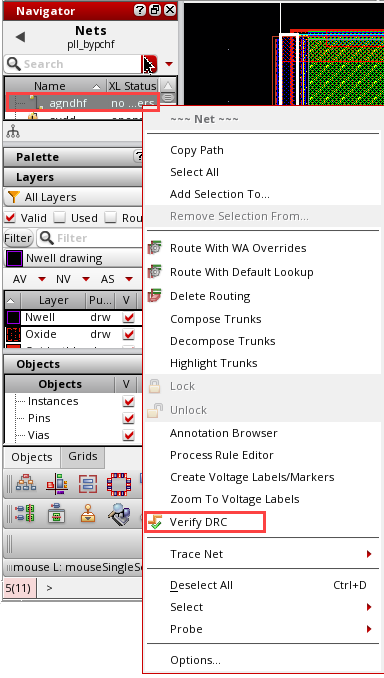 Navigator
Nets
pll_bypchf
Search
Name
XL Status
agndhf
no ...ers
~~~ Net ~~~
Copy Path
Select All
Add Selection To...
Remove Selection From...
Route With WA Overrides
Route With Default Lookup
Delete Routing
Compose Trunks
Decompose Trunks
Highlight Trunks
Lock
Unlock
Annotation Browser
Process Rule Editor
Create Voltage Labels/Markers
Zoom To Voltage Labels
Verify DRC
Trace Net
Deselect All Ctrl+D
Select
Probe
Options...
Palette
Layers
All Layers
Valid Used Rou
Filter Filter
Nwell drawing
AV NV AS
Layer Pu... V
Nwell drw
Oxide drw
Objects
Objects V
Instances
Pins
Vias
Objects Grids
mouse L: mouseSingleSe
5(11) >